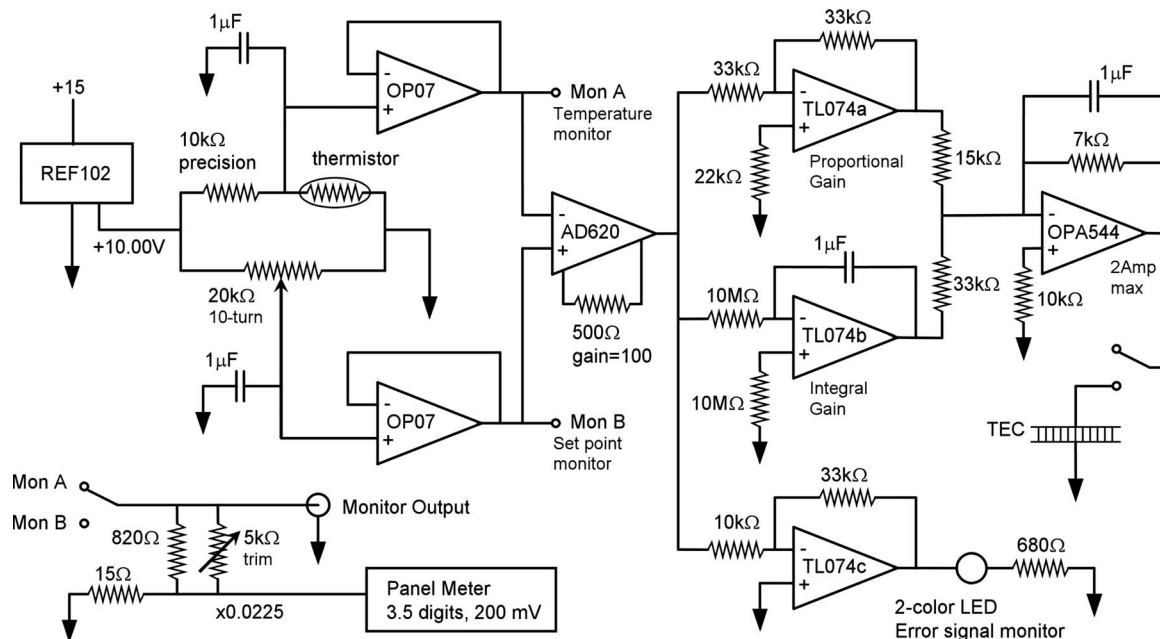 1μF
+15
REF102
+10.00V
10kΩ
precision
thermistor
20kΩ
10-turn
1μF
-
OP07
+
-
OP07
+
Mon A
Temperature
monitor
-
AD620
+
500Ω
gain=100
Mon B
Set point
monitor
33kΩ
33kΩ
-
TL074a
+
22kΩ
Proportional
Gain
15kΩ
1μF
10MΩ
-
TL074b
+
10MΩ
Integral
Gain
33kΩ
1μF
7kΩ
-
OPA544
+
2Amp
max
10kΩ
TEC
33kΩ
10kΩ
-
TL074c
+
680Ω
2-color LED
Error signal monitor
Mon A
Mon B
Monitor Output
820Ω
5kΩ
trim
15Ω
x0.0225
Panel Meter
3.5 digits, 200 mV